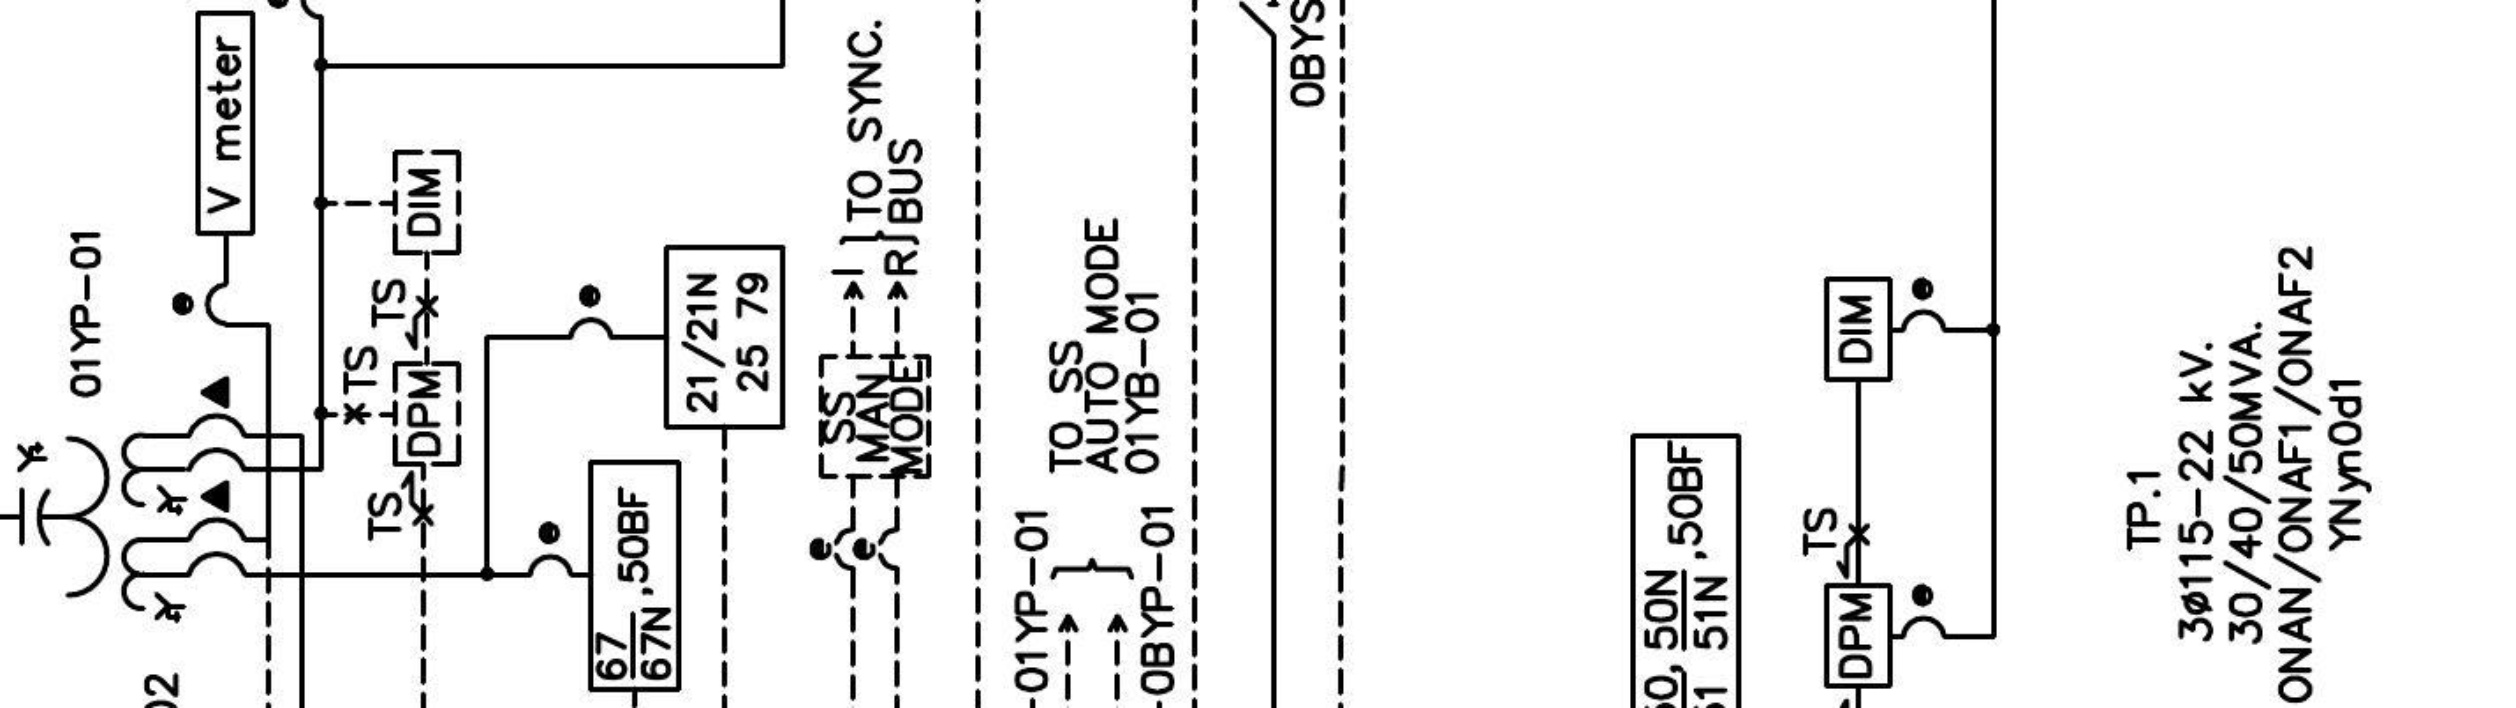 01YP-01
V meter
DIM
TS
TS
DPM
TS
21/21N
25 79
67
67N
,50BF
TO SYNC.
BUS
I
R
SS
MAN
MODE
TO SS
AUTO MODE
01YB-01
01YP-01
0BYP-01
0BYS
50, 50N
51 51N
,50BF
DIM
TS
DPM
TP.1
3ø115-22 kV.
30/40/50MVA.
ONAN/ONAF1/ONAF2
YNyn0d1